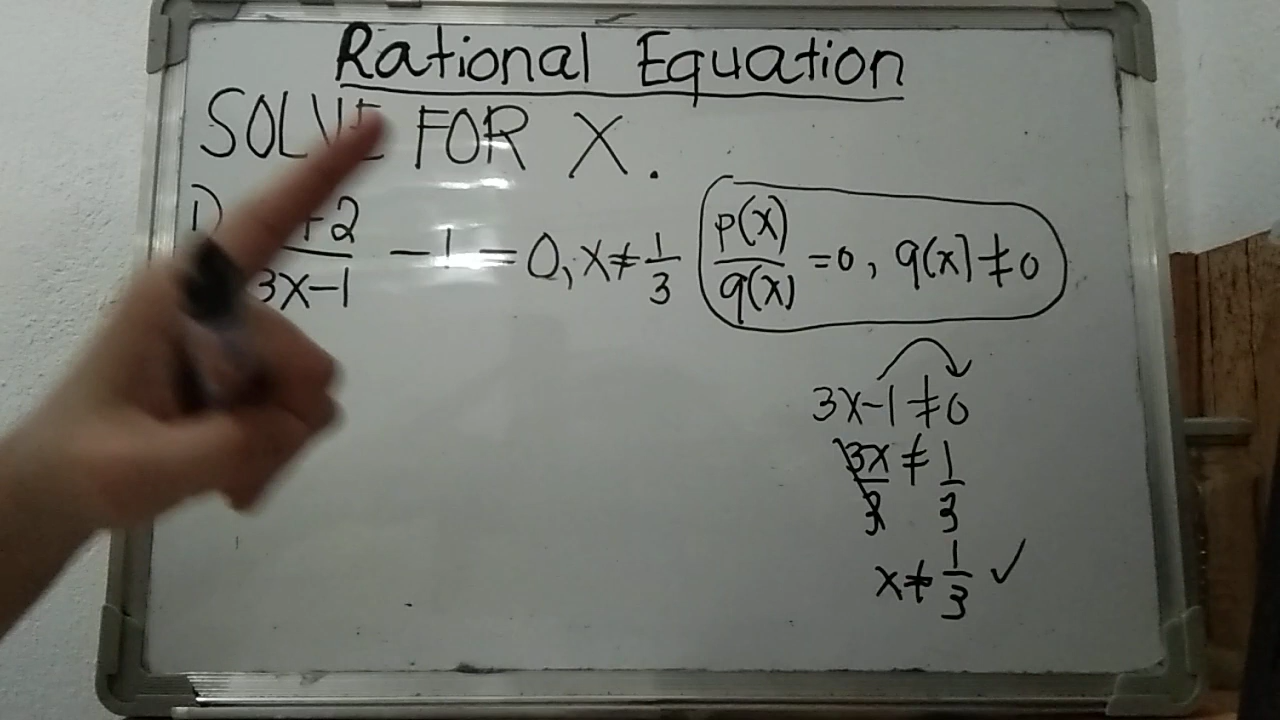 Rational Equation
SOLVE FOR X.
1) +2/3x-1 - 1 = 0, x ≠ 1/3 p(x)/q(x) = 0, q(x) ≠ 0
3x-1 ≠ 0
3x/3 ≠ 1/3
x ≠ 1/3 ✓